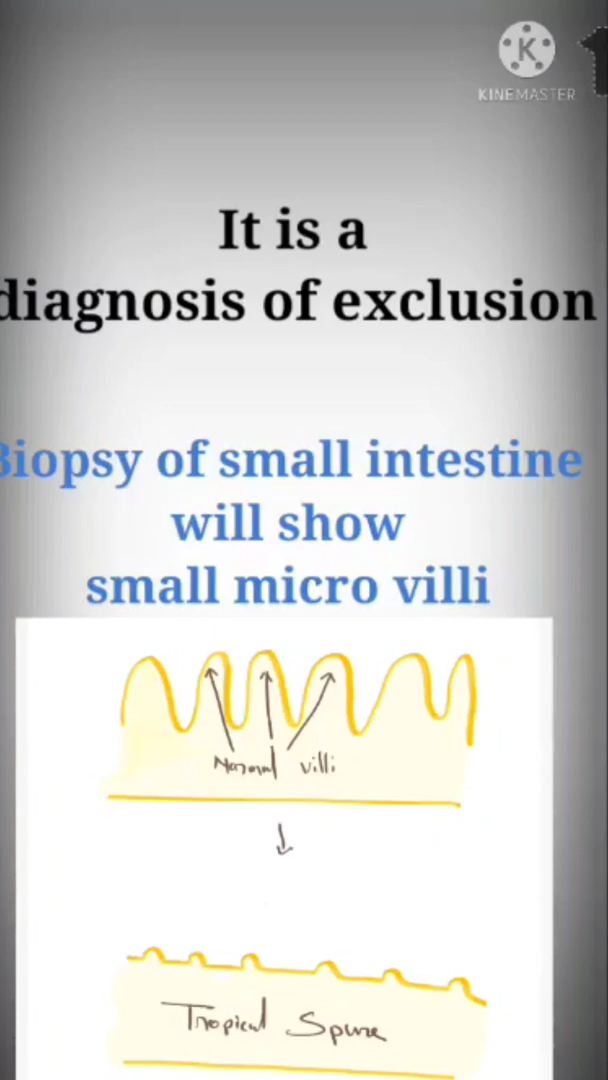 KINEMASTER
It is a
diagnosis of exclusion
Biopsy of small intestine
will show
small micro villi
Normal villi
Tropical Sprue